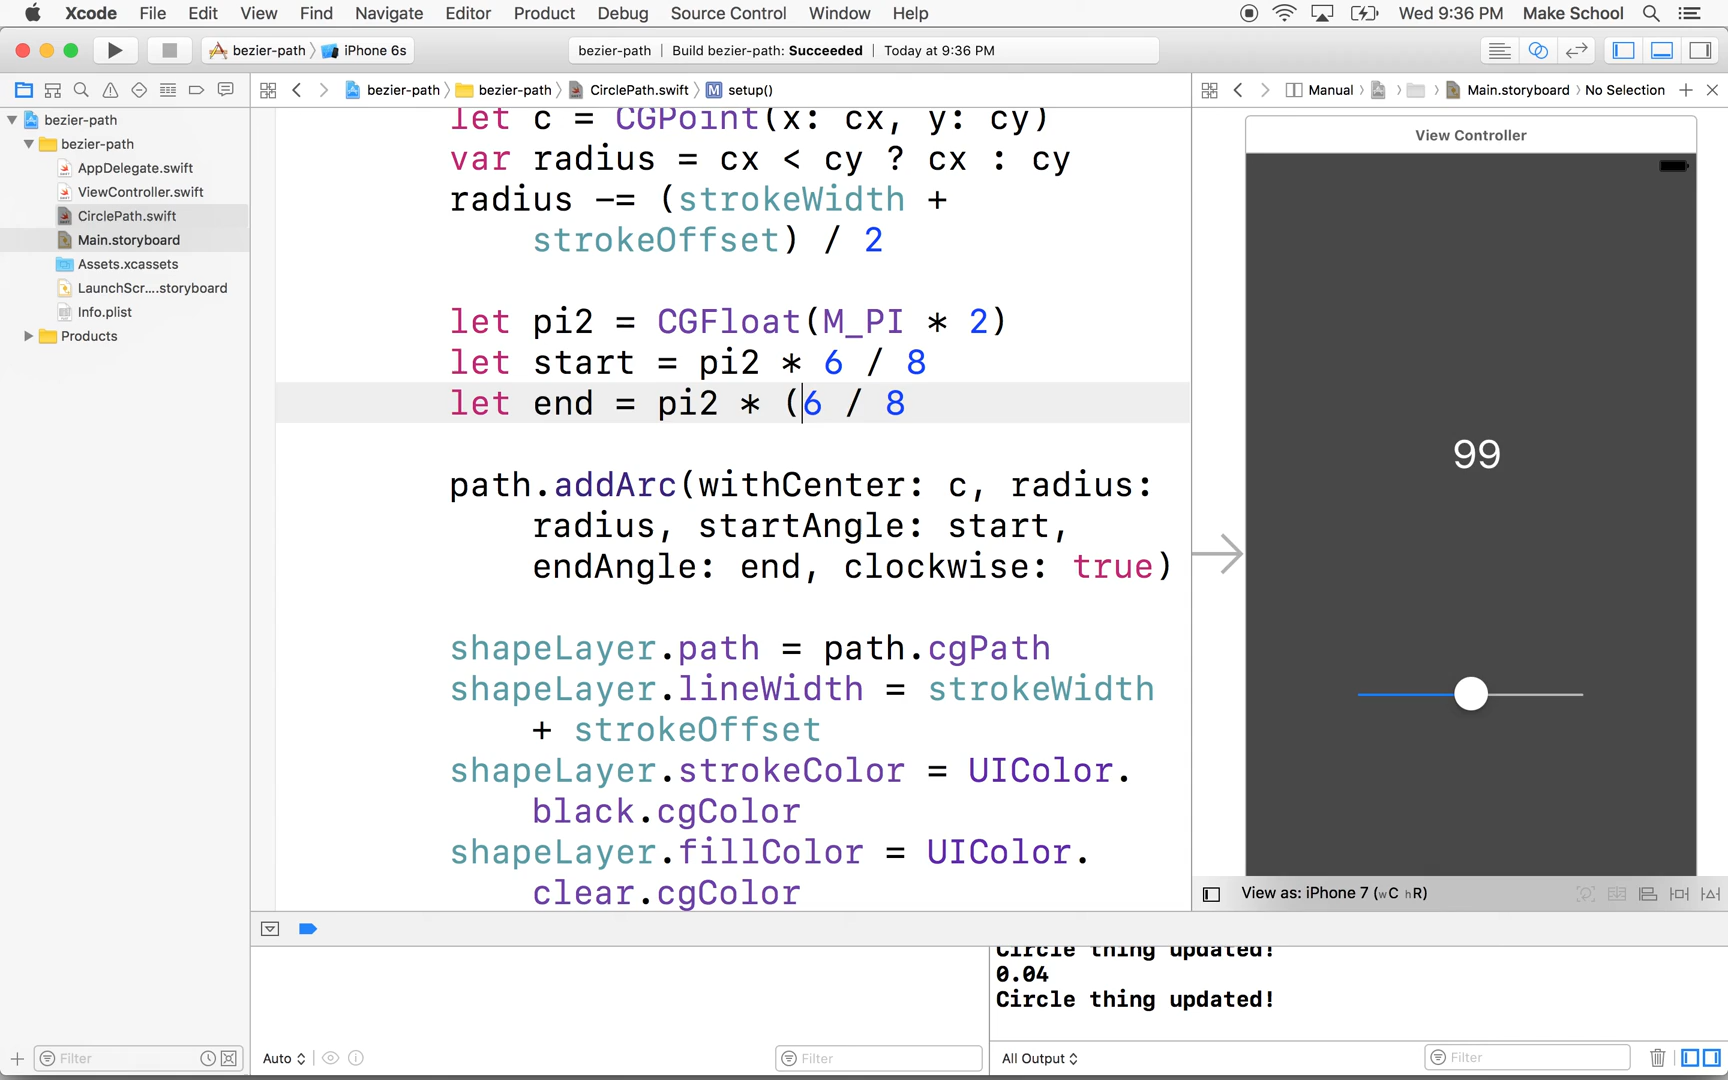 Xcode File Edit View Find Navigate Editor Product Debug Source Control Window Help Wed 9:36 PM Make School
bezier-path iPhone 6s bezier-path | Build bezier-path: Succeeded | Today at 9:36 PM
bezier-path bezier-path CirclePath.swift M setup() Manual Main.storyboard No Selection
bezier-path
bezier-path
AppDelegate.swift
ViewController.swift
CirclePath.swift
Main.storyboard
Assets.xcassets
LaunchScr....storyboard
Info.plist
Products
let c = CGPoint(x: cx, y: cy)
var radius = cx < cy ? cx : cy
radius -= (strokeWidth +
strokeOffset) / 2
let pi2 = CGFloat(M_PI * 2)
let start = pi2 * 6 / 8
let end = pi2 * (6 / 8
path.addArc(withCenter: c, radius:
radius, startAngle: start,
endAngle: end, clockwise: true)
shapeLayer.path = path.cgPath
shapeLayer.lineWidth = strokeWidth
+ strokeOffset
shapeLayer.strokeColor = UIColor.
black.cgColor
shapeLayer.fillColor = UIColor.
clear.cgColor
View Controller
99
View as: iPhone 7 (wC hR)
Circle thing updated!
0.04
Circle thing updated!
Filter
Auto
Filter
All Output
Filter